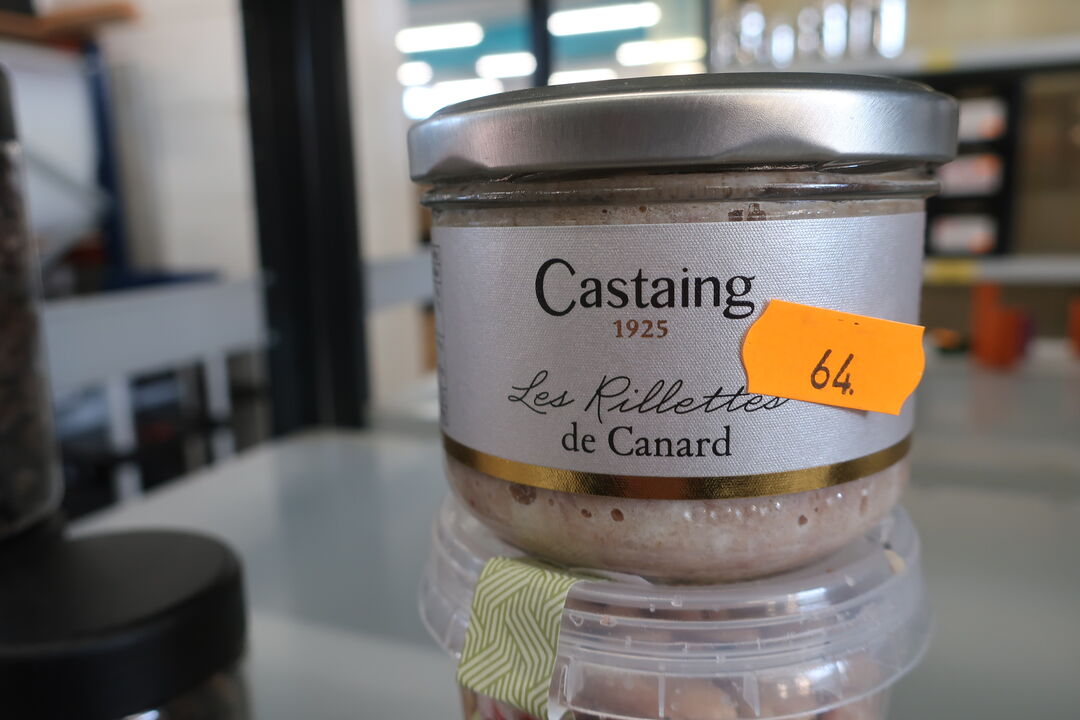 Castaing
1925
64.
Les Rillettes
de Canard